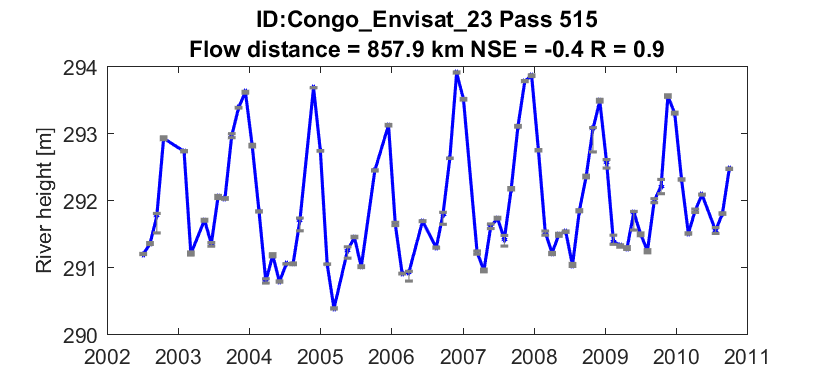 ID:Congo_Envisat_23 Pass 515
Flow distance = 857.9 km NSE = -0.4 R = 0.9
River height [m]
294
293
292
291
290
2002 2003 2004 2005 2006 2007 2008 2009 2010 2011